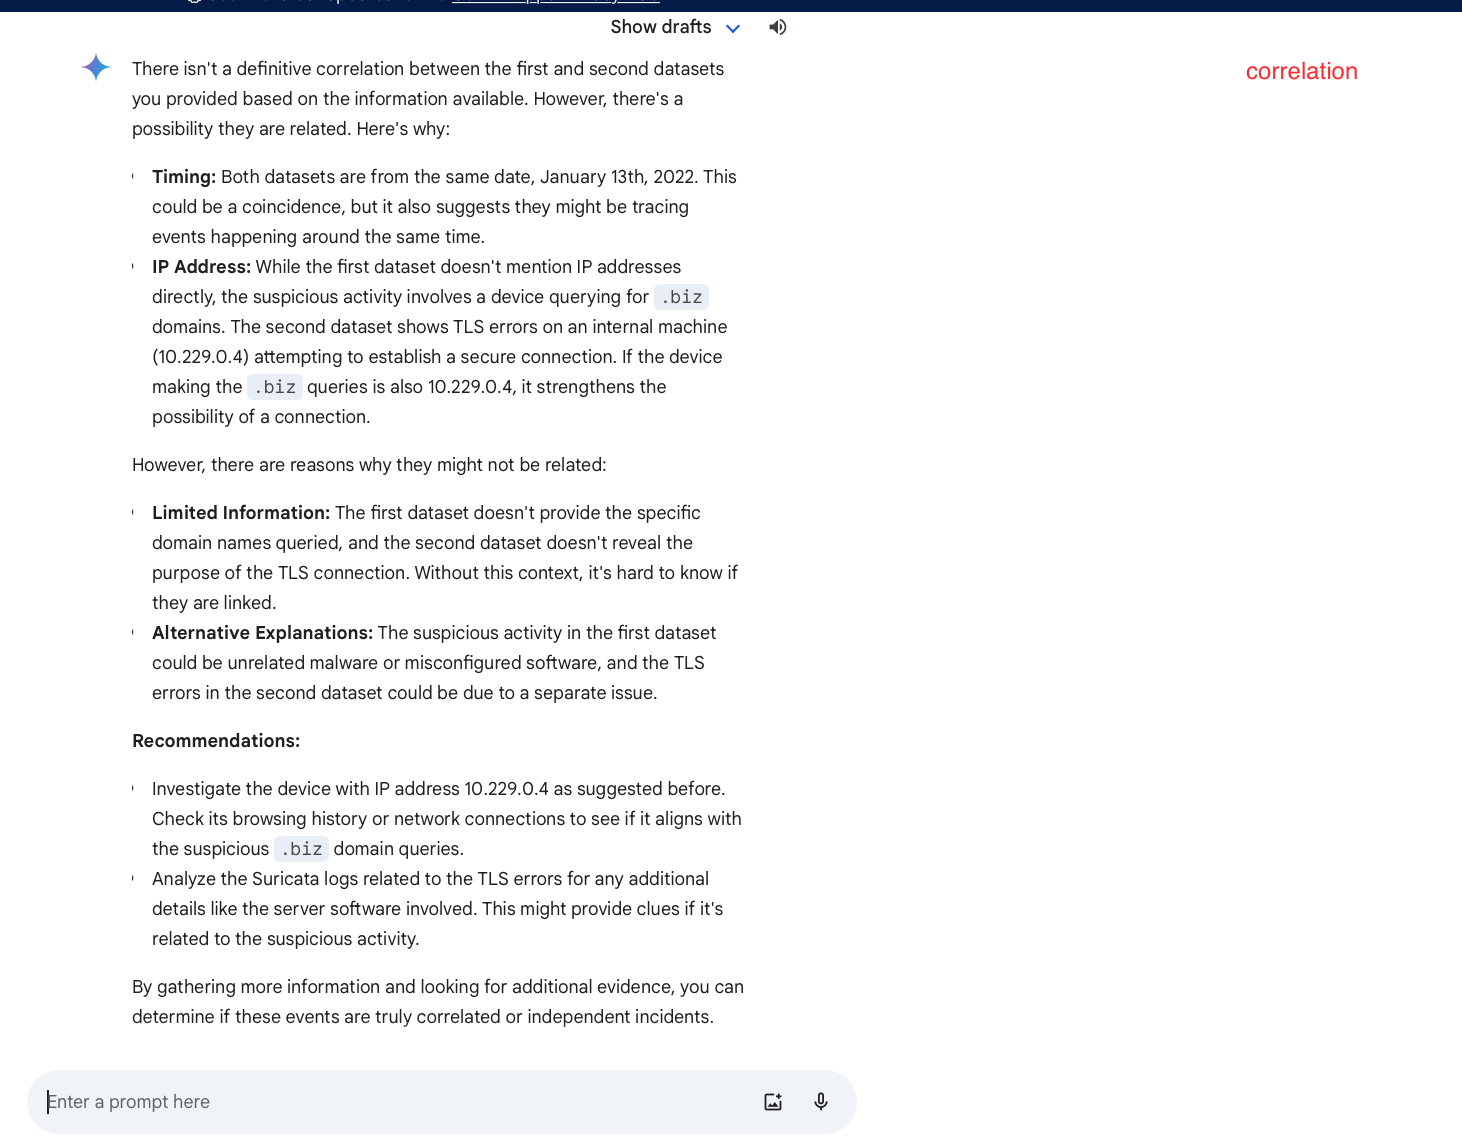 Show drafts
There isn't a definitive correlation between the first and second datasets
you provided based on the information available. However, there's a
possibility they are related. Here's why:
correlation
Timing: Both datasets are from the same date, January 13th, 2022. This
could be a coincidence, but it also suggests they might be tracing
events happening around the same time.
IP Address: While the first dataset doesn't mention IP addresses
directly, the suspicious activity involves a device querying for .biz
domains. The second dataset shows TLS errors on an internal machine
(10.229.0.4) attempting to establish a secure connection. If the device
making the .biz queries is also 10.229.0.4, it strengthens the
possibility of a connection.
However, there are reasons why they might not be related:
Limited Information: The first dataset doesn't provide the specific
domain names queried, and the second dataset doesn't reveal the
purpose of the TLS connection. Without this context, it's hard to know if
they are linked.
Alternative Explanations: The suspicious activity in the first dataset
could be unrelated malware or misconfigured software, and the TLS
errors in the second dataset could be due to a separate issue.
Recommendations:
Investigate the device with IP address 10.229.0.4 as suggested before.
Check its browsing history or network connections to see if it aligns with
the suspicious .biz domain queries.
Analyze the Suricata logs related to the TLS errors for any additional
details like the server software involved. This might provide clues if it's
related to the suspicious activity.
By gathering more information and looking for additional evidence, you can
determine if these events are truly correlated or independent incidents.
Enter a prompt here